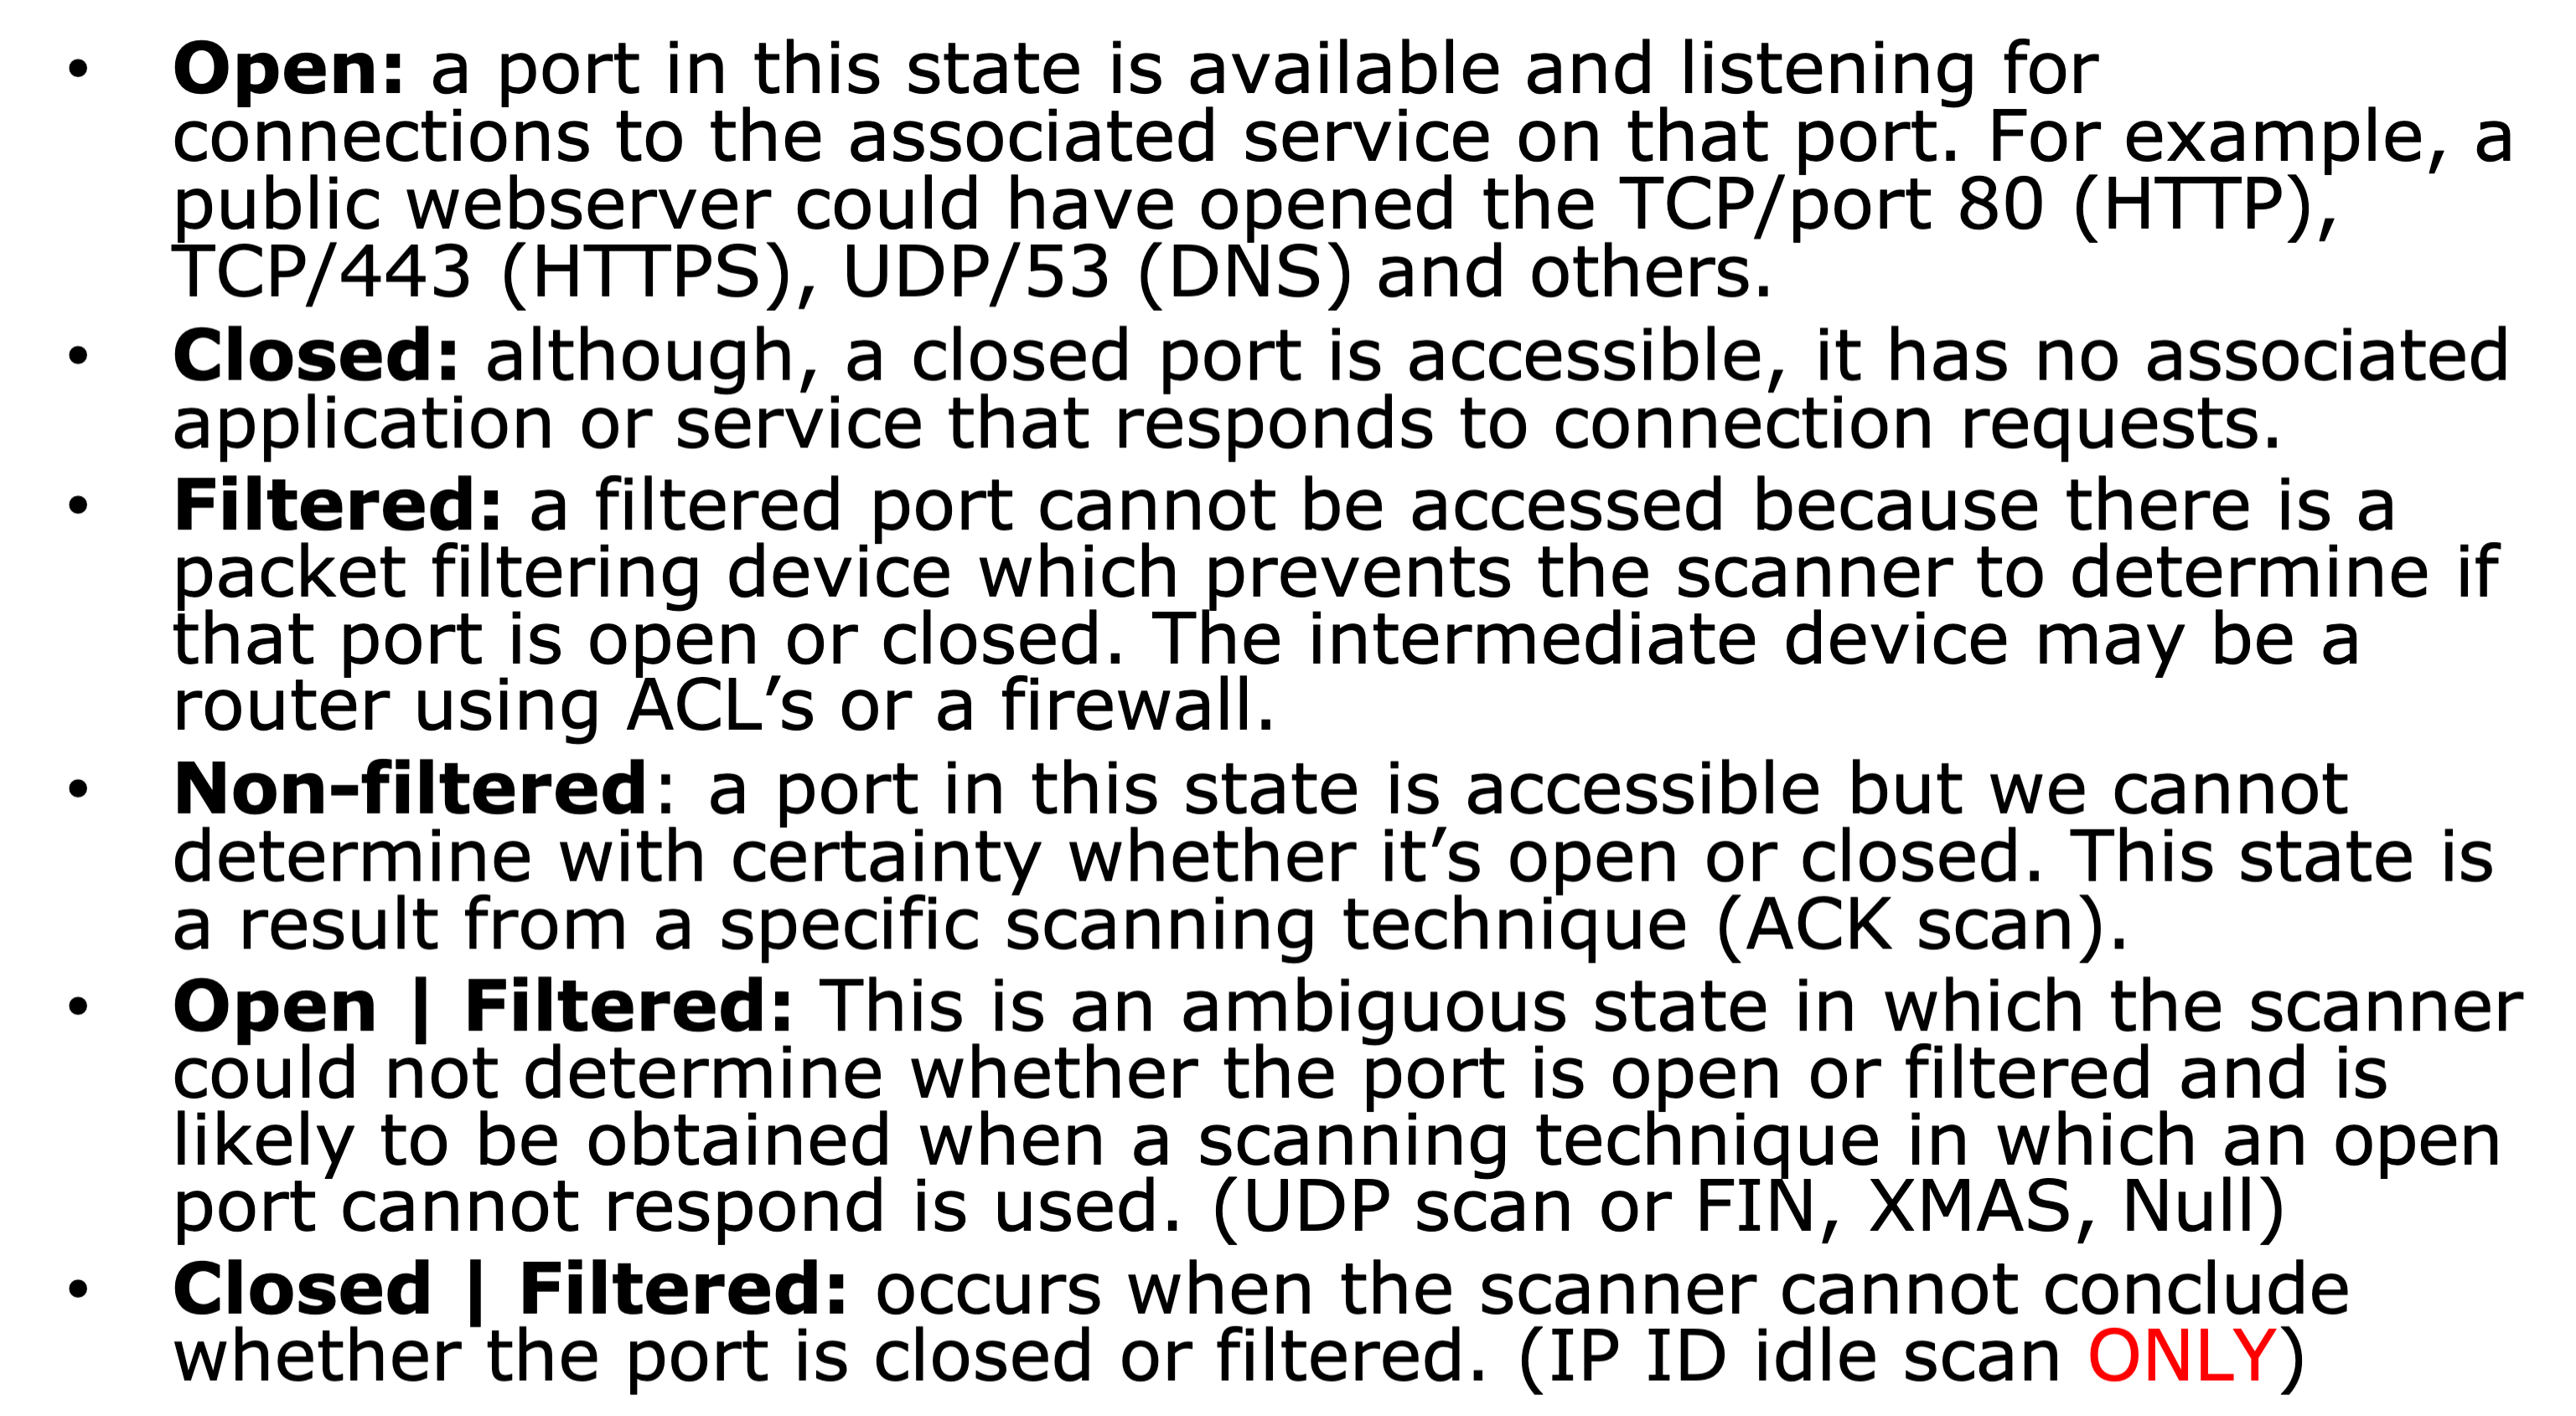 • Open: a port in this state is available and listening for
connections to the associated service on that port. For example, a
public webserver could have opened the TCP/port 80 (HTTP),
TCP/443 (HTTPS), UDP/53 (DNS) and others.
• Closed: although, a closed port is accessible, it has no associated
application or service that responds to connection requests.
• Filtered: a filtered port cannot be accessed because there is a
packet filtering device which prevents the scanner to determine if
that port is open or closed. The intermediate device may be a
router using ACL’s or a firewall.
• Non-filtered: a port in this state is accessible but we cannot
determine with certainty whether it’s open or closed. This state is
a result from a specific scanning technique (ACK scan).
• Open | Filtered: This is an ambiguous state in which the scanner
could not determine whether the port is open or filtered and is
likely to be obtained when a scanning technique in which an open
port cannot respond is used. (UDP scan or FIN, XMAS, Null)
• Closed | Filtered: occurs when the scanner cannot conclude
whether the port is closed or filtered. (IP ID idle scan ONLY)